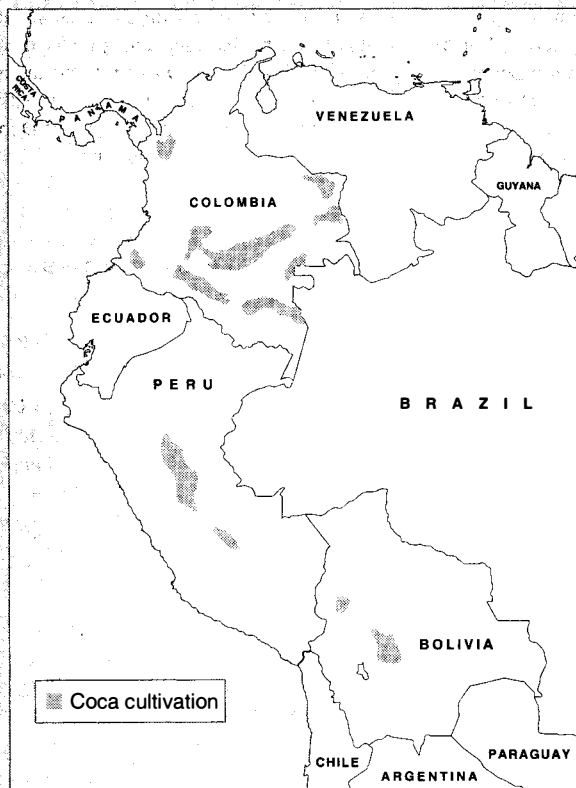 COSTA
RICA
PANAMA
VENEZUELA
GUYANA
COLOMBIA
ECUADOR
PERU
BRAZIL
BOLIVIA
Coca cultivation
CHILE
PARAGUAY
ARGENTINA